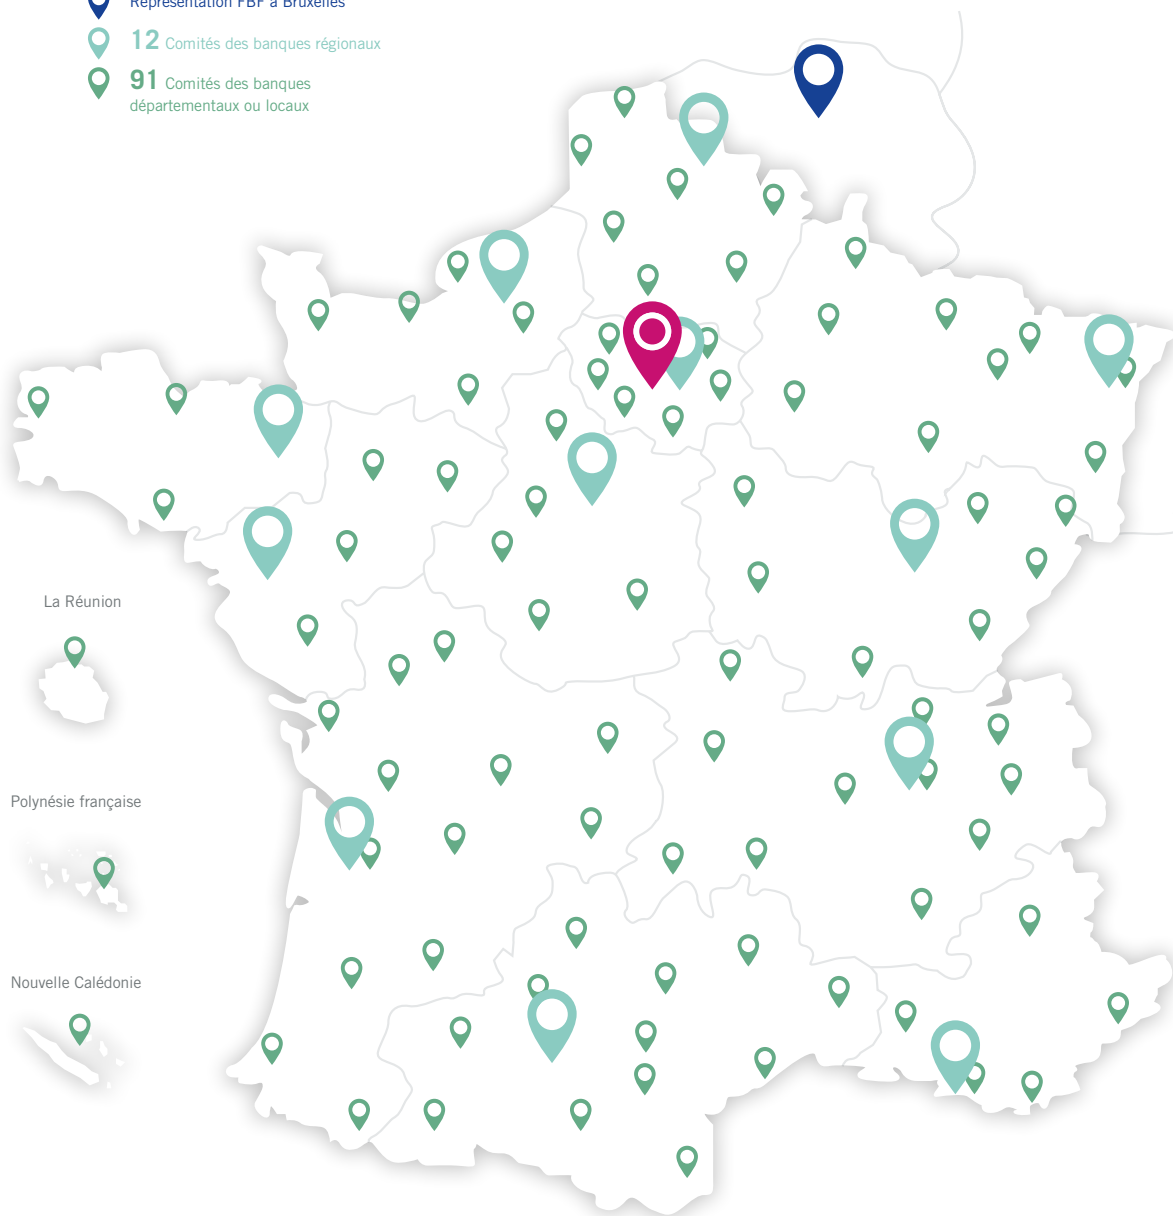 Représentation FBF à Bruxelles
12 Comités des banques régionaux
91 Comités des banques
départementaux ou locaux
La Réunion
Polynésie française
Nouvelle Calédonie